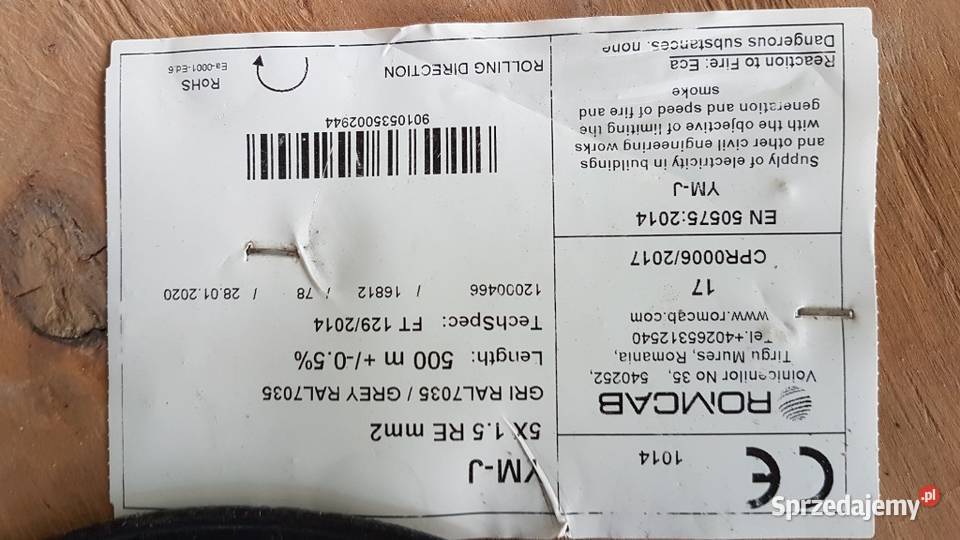 CE
1014
ROMCAB
Voinicenilor No 35, 540252,
Tirgu Mures, Romania,
Tel.+40265312540
www.romcab.com
17
CPR0006/2017
EN 50575:2014
YM-J
Supply of electricity in buildings
and other civil engineering works
with the objective of limiting the
generation and speed of fire and
smoke
Reaction to Fire: Eca
Dangerous substances. none
YM-J
5X 1.5 RE mm2
GRI RAL7035 / GREY RAL7035
Length: 500 m +/-0.5%
TechSpec: FT 129/2014
12000466 / 16812 / 78 / 28.01.2020
9010535002944
ROLLING DIRECTION
RoHS
Ea-0001-Ed.6
Sprzedajemy.pl